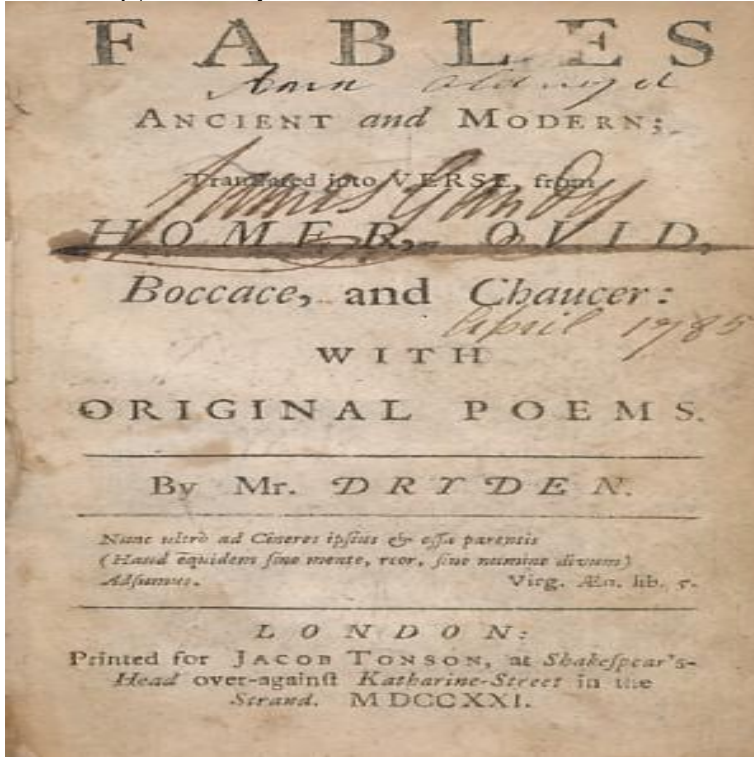 FABLES
Ann
ANCIENT and MODERN;
Tranſlated into VERSE, from
James Gandy
HOMER, OVID,
Boccace, and Chaucer:
April 1785
WITH
ORIGINAL POEMS.
By Mr. DRYDEN.
Nunc ultrò ad Cineres ipſius & oſſa parentis
(Haud equidem ſine mente, reor, ſine numine divum)
Adſumus. Virg. Æn. lib. 5.
LONDON:
Printed for JACOB TONSON, at Shakeſpear's-
Head over-againſt Katharine-Street in the
Strand. MDCCXXI.